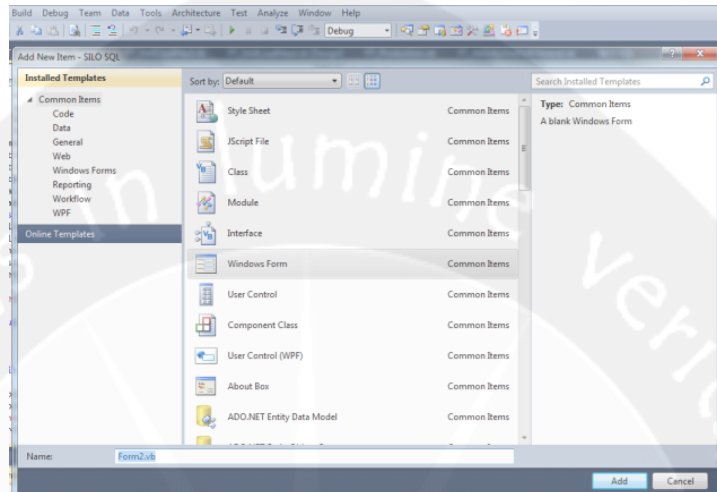 Build Debug Team Data Tools Architecture Test Analyze Window Help
Debug
Add New Item - SILO SQL
Installed Templates
Sort by: Default
Search Installed Templates
Common Items
Code
Data
General
Web
Windows Forms
Reporting
Workflow
WPF
Online Templates
Style Sheet Common Items
JScript File Common Items
Class Common Items
Module Common Items
Interface Common Items
Windows Form Common Items
User Control Common Items
Component Class Common Items
User Control (WPF) Common Items
About Box Common Items
ADO.NET Entity Data Model Common Items
Type: Common Items
A blank Windows Form
in lumine veri
Name: Form2.vb
Add Cancel